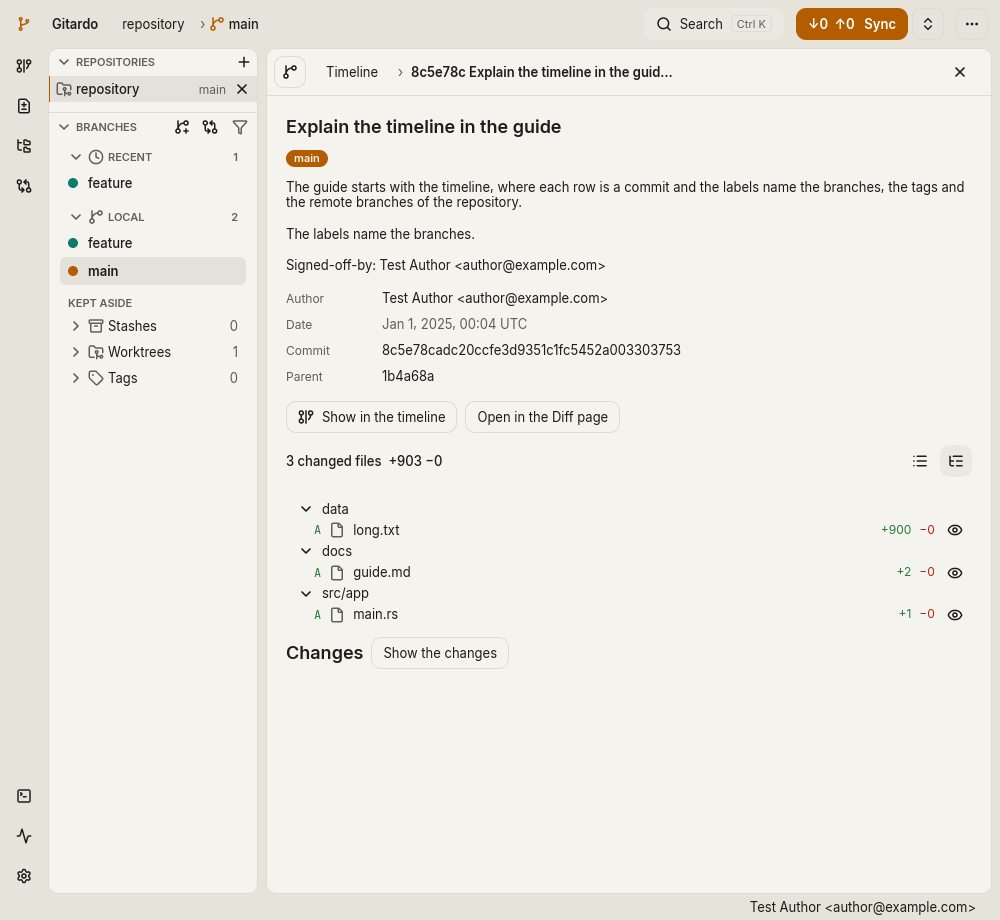 Gitardo repository › main Search Ctrl K ↓0 ↑0 Sync
REPOSITORIES
repository main
BRANCHES
RECENT 1
feature
LOCAL 2
feature
main
KEPT ASIDE
Stashes 0
Worktrees 1
Tags 0
Timeline › 8c5e78c Explain the timeline in the guid...
Explain the timeline in the guide
main
The guide starts with the timeline, where each row is a commit and the labels name the branches, the tags and
the remote branches of the repository.
The labels name the branches.
Signed-off-by: Test Author <author@example.com>
Author Test Author <author@example.com>
Date Jan 1, 2025, 00:04 UTC
Commit 8c5e78cadc20ccfe3d9351c1fc5452a003303753
Parent 1b4a68a
Show in the timeline Open in the Diff page
3 changed files +903 −0
data
A long.txt +900 −0
docs
A guide.md +2 −0
src/app
A main.rs +1 −0
Changes Show the changes
Test Author <author@example.com>